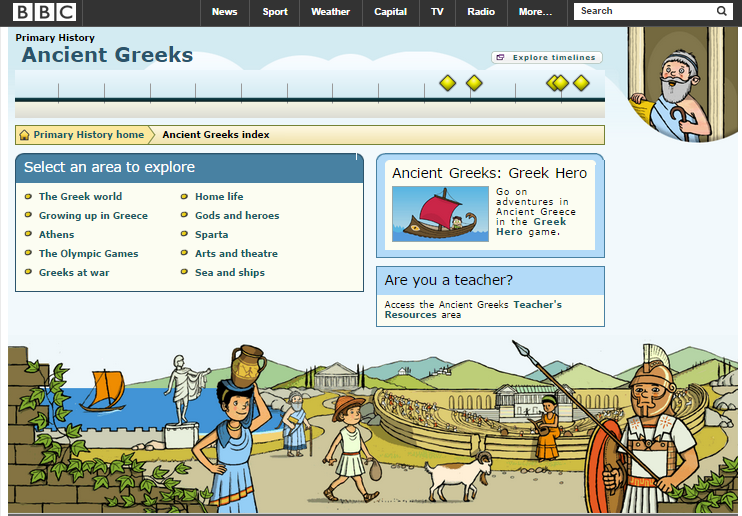 BBC News Sport Weather Capital TV Radio More... Search
Primary History
Ancient Greeks
Explore timelines
Primary History home Ancient Greeks index
Select an area to explore
The Greek world
Growing up in Greece
Athens
The Olympic Games
Greeks at war
Home life
Gods and heroes
Sparta
Arts and theatre
Sea and ships
Ancient Greeks: Greek Hero
Go on
adventures in
Ancient Greece
in the Greek
Hero game.
Are you a teacher?
Access the Ancient Greeks Teacher's
Resources area